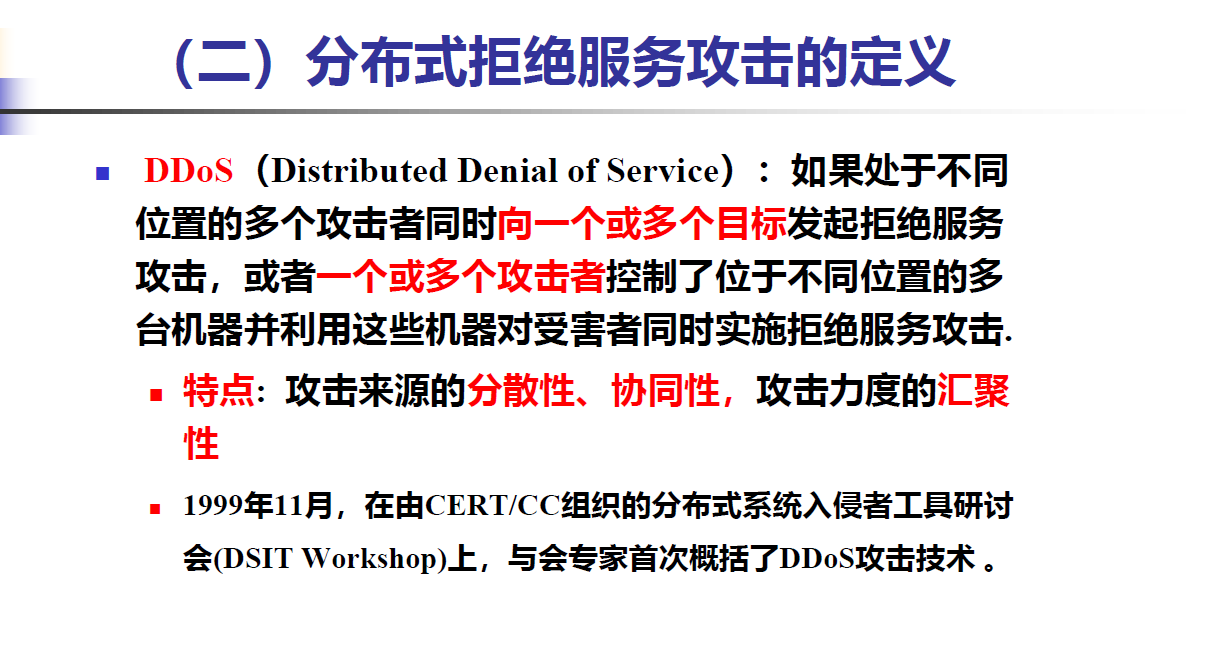 （二）分布式拒绝服务攻击的定义
DDoS（Distributed Denial of Service）：如果处于不同
位置的多个攻击者同时向一个或多个目标发起拒绝服务
攻击，或者一个或多个攻击者控制了位于不同位置的多
台机器并利用这些机器对受害者同时实施拒绝服务攻击.
特点：攻击来源的分散性、协同性，攻击力度的汇聚
性
1999年11月，在由CERT/CC组织的分布式系统入侵者工具研讨
会(DSIT Workshop)上，与会专家首次概括了DDoS攻击技术 。